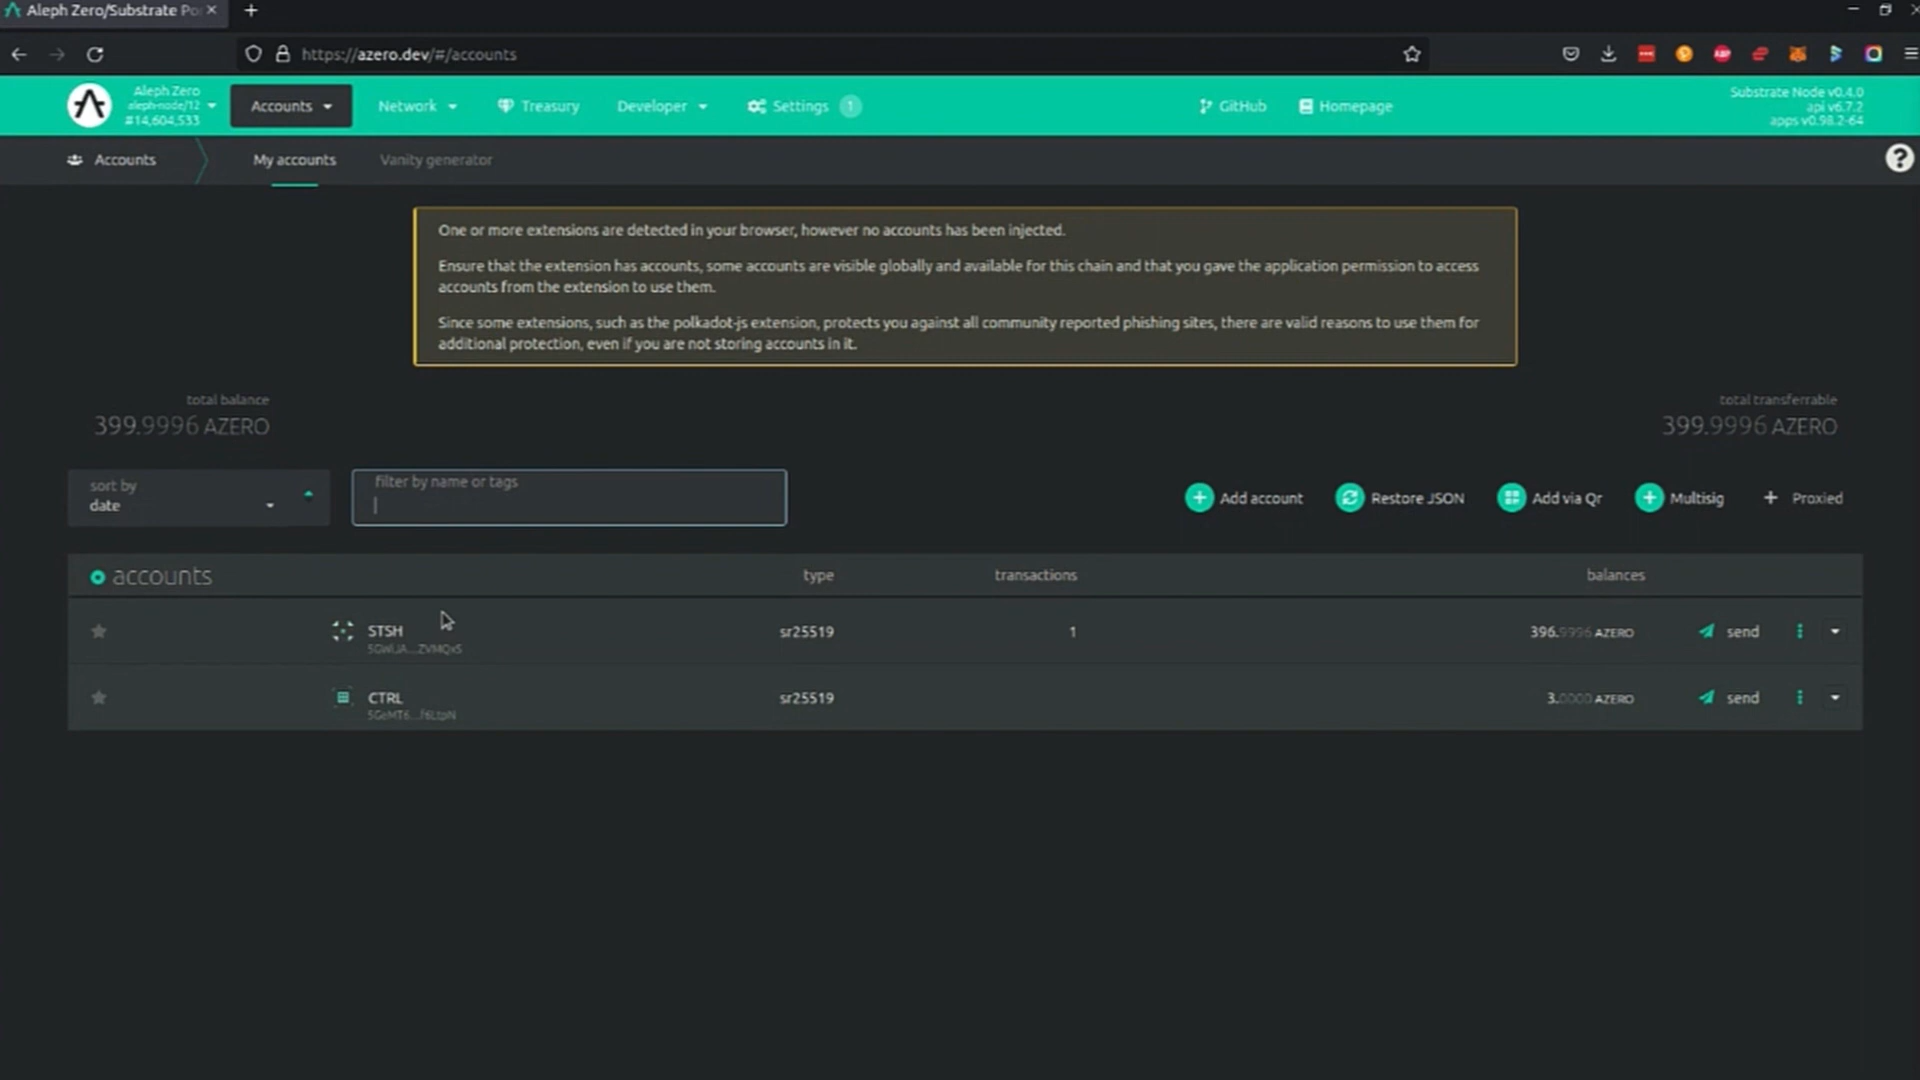 Aleph Zero/Substrate Po
https://azero.dev/#/accounts
Aleph Zero
aleph-node/12
#14,604,533
Accounts
Network
Treasury
Developer
Settings 1
GitHub
Homepage
Substrate Node v0.4.0
api v6.7.2
apps v0.98.2-64
Accounts
My accounts
Vanity generator
?
One or more extensions are detected in your browser, however no accounts has been injected.
Ensure that the extension has accounts, some accounts are visible globally and available for this chain and that you gave the application permission to access
accounts from the extension to use them.
Since some extensions, such as the polkadot-js extension, protects you against all community reported phishing sites, there are valid reasons to use them for
additional protection, even if you are not storing accounts in it.
total balance
399.9996 AZERO
total transferrable
399.9996 AZERO
sort by
date
filter by name or tags
Add account
Restore JSON
Add via Qr
Multisig
Proxied
accounts type transactions balances
STSH sr25519 1 396.9996 AZERO send
CTRL sr25519 3.0000 AZERO send